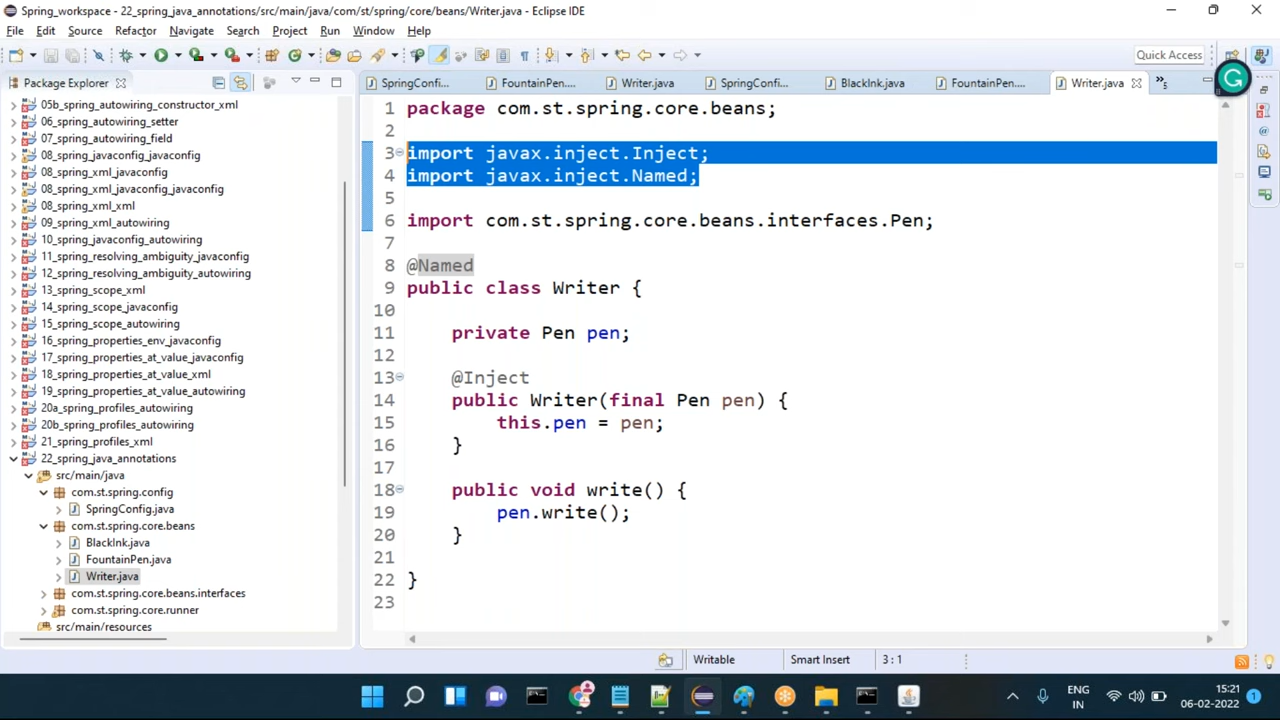 Spring_workspace - 22_spring_java_annotations/src/main/java/com/st/spring/core/beans/Writer.java - Eclipse IDE
File Edit Source Refactor Navigate Search Project Run Window Help
Quick Access
Package Explorer
SpringConfi... FountainPen.... Writer.java SpringConfi... BlackInk.java FountainPen.... Writer.java »5
05b_spring_autowiring_constructor_xml
06_spring_autowiring_setter
07_spring_autowiring_field
08_spring_javaconfig_javaconfig
08_spring_xml_javaconfig
08_spring_xml_javaconfig_javaconfig
08_spring_xml_xml
09_spring_xml_autowiring
10_spring_javaconfig_autowiring
11_spring_resolving_ambiguity_javaconfig
12_spring_resolving_ambiguity_autowiring
13_spring_scope_xml
14_spring_scope_javaconfig
15_spring_scope_autowiring
16_spring_properties_env_javaconfig
17_spring_properties_at_value_javaconfig
18_spring_properties_at_value_xml
19_spring_properties_at_value_autowiring
20a_spring_profiles_autowiring
20b_spring_profiles_autowiring
21_spring_profiles_xml
22_spring_java_annotations
src/main/java
com.st.spring.config
SpringConfig.java
com.st.spring.core.beans
BlackInk.java
FountainPen.java
Writer.java
com.st.spring.core.beans.interfaces
com.st.spring.core.runner
src/main/resources
1 package com.st.spring.core.beans;
2
3 import javax.inject.Inject;
4 import javax.inject.Named;
5
6 import com.st.spring.core.beans.interfaces.Pen;
7
8 @Named
9 public class Writer {
10
11 private Pen pen;
12
13 @Inject
14 public Writer(final Pen pen) {
15 this.pen = pen;
16 }
17
18 public void write() {
19 pen.write();
20 }
21
22 }
23
Writable Smart Insert 3 : 1
ENG
IN
15:21
06-02-2022
1